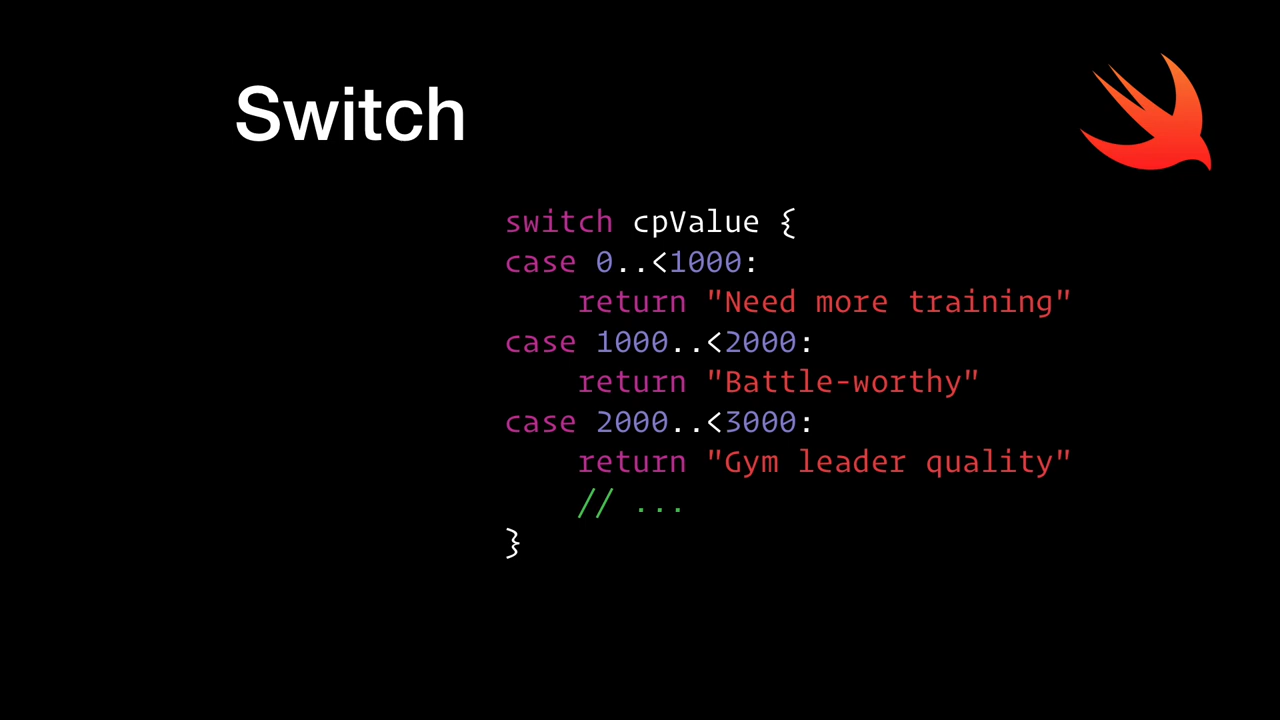 Switch
switch cpValue {
case 0..<1000:
    return "Need more training"
case 1000..<2000:
    return "Battle-worthy"
case 2000..<3000:
    return "Gym leader quality"
    // ...
}